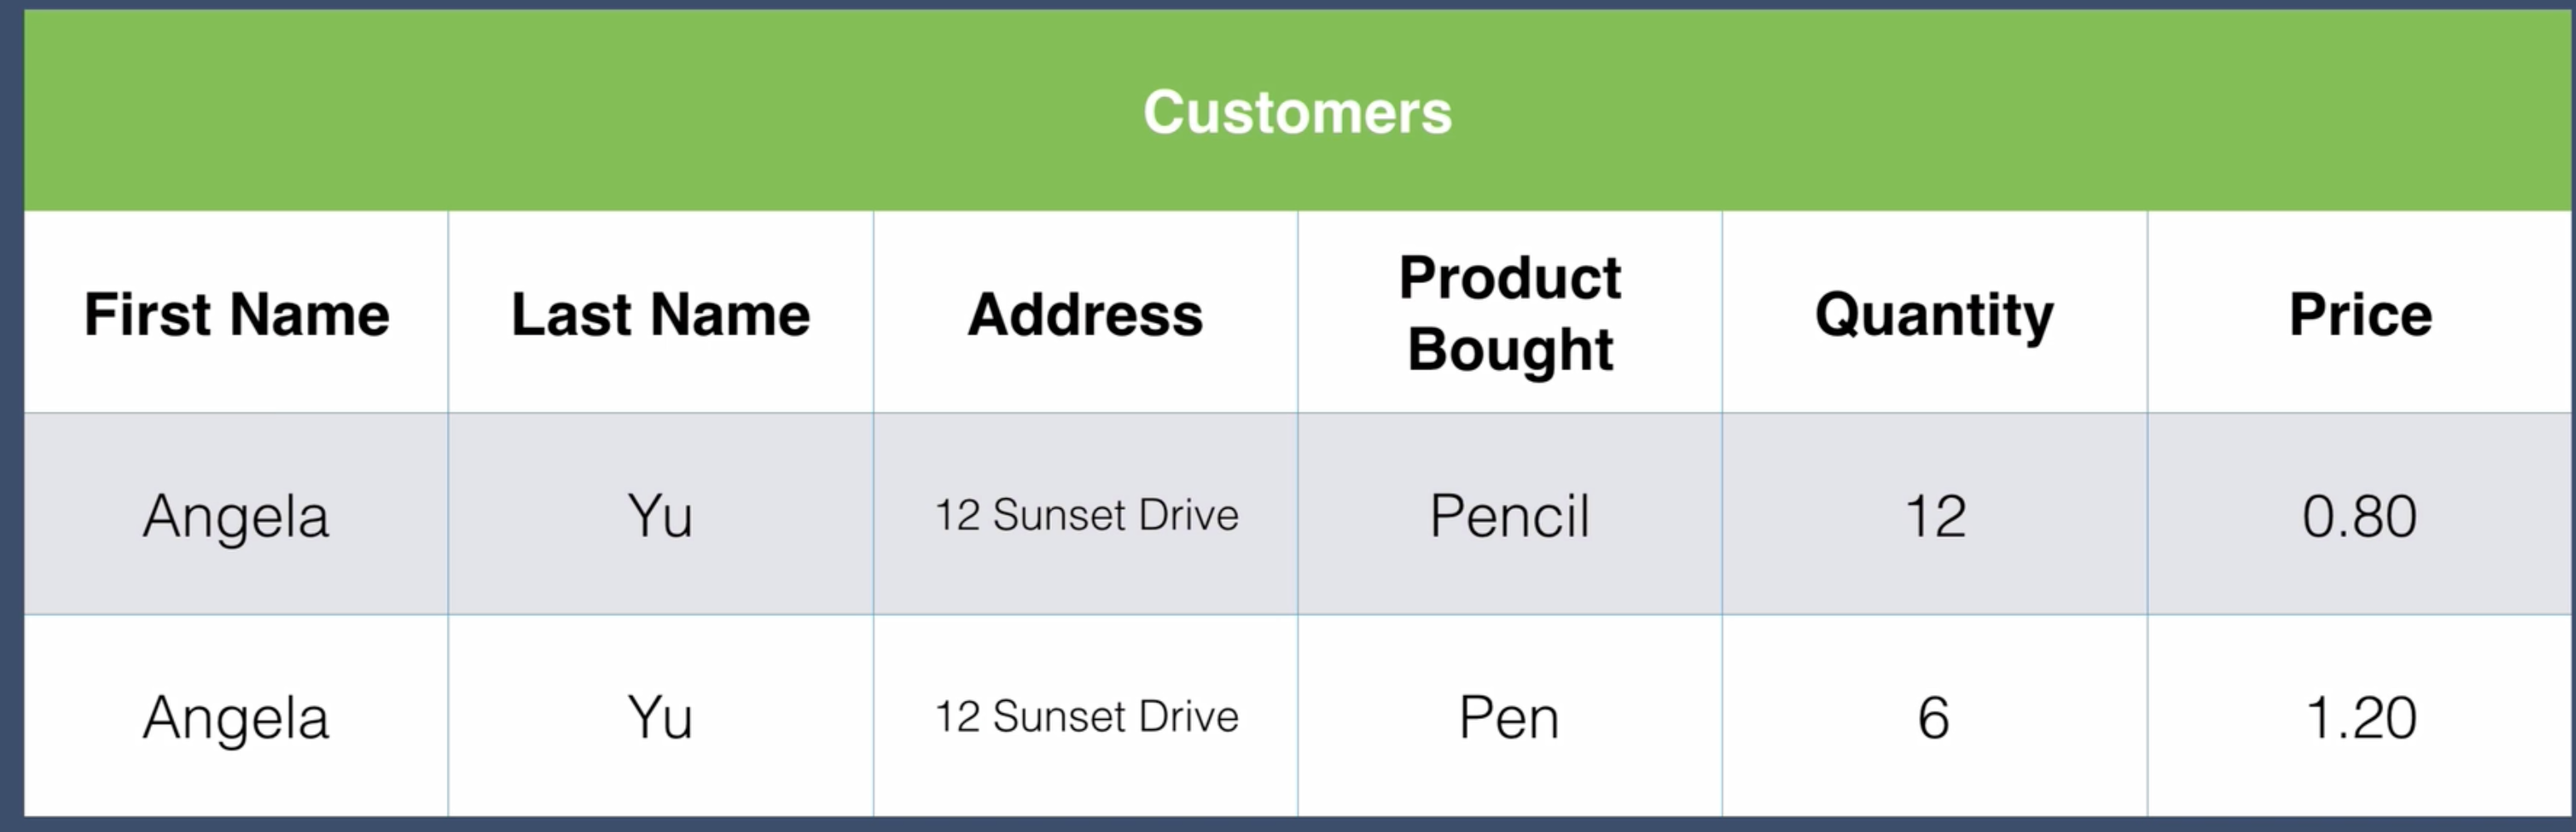 Customers
First Name Last Name Address Product Bought Quantity Price
Angela Yu 12 Sunset Drive Pencil 12 0.80
Angela Yu 12 Sunset Drive Pen 6 1.20